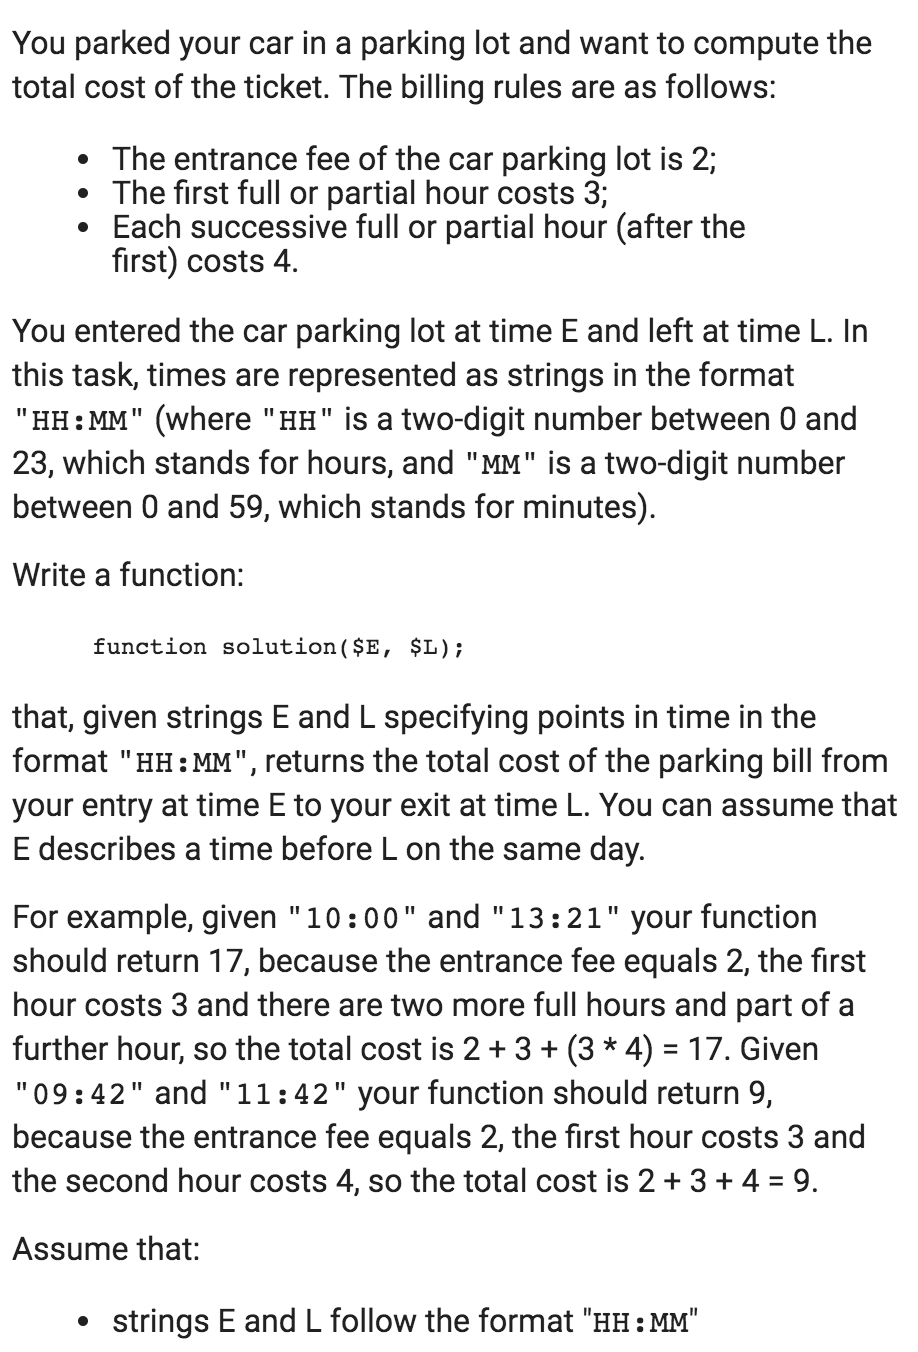 You parked your car in a parking lot and want to compute the
total cost of the ticket. The billing rules are as follows:
• The entrance fee of the car parking lot is 2;
• The first full or partial hour costs 3;
• Each successive full or partial hour (after the
first) costs 4.
You entered the car parking lot at time E and left at time L. In
this task, times are represented as strings in the format
"HH:MM" (where "HH" is a two-digit number between 0 and
23, which stands for hours, and "MM" is a two-digit number
between 0 and 59, which stands for minutes).
Write a function:
function solution($E, $L);
that, given strings E and L specifying points in time in the
format "HH:MM", returns the total cost of the parking bill from
your entry at time E to your exit at time L. You can assume that
E describes a time before L on the same day.
For example, given "10:00" and "13:21" your function
should return 17, because the entrance fee equals 2, the first
hour costs 3 and there are two more full hours and part of a
further hour, so the total cost is 2 + 3 + (3 * 4) = 17. Given
"09:42" and "11:42" your function should return 9,
because the entrance fee equals 2, the first hour costs 3 and
the second hour costs 4, so the total cost is 2 + 3 + 4 = 9.
Assume that:
• strings E and L follow the format "HH:MM"